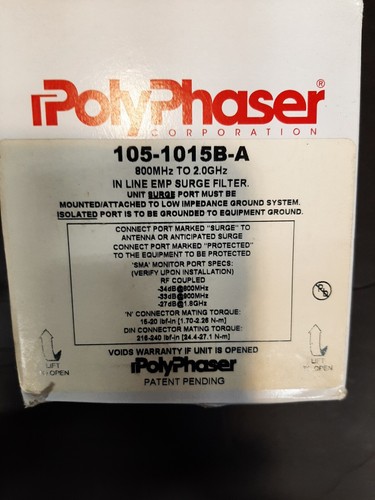 PolyPhaser®
CORPORATION
105-1015B-A
800MHz TO 2.0GHz
IN LINE EMP SURGE FILTER.
UNIT SURGE PORT MUST BE
MOUNTED/ATTACHED TO LOW IMPEDANCE GROUND SYSTEM.
ISOLATED PORT IS TO BE GROUNDED TO EQUIPMENT GROUND.
CONNECT PORT MARKED "SURGE" TO
ANTENNA OR ANTICIPATED SURGE
CONNECT PORT MARKED "PROTECTED"
TO THE EQUIPMENT TO BE PROTECTED
'SMA' MONITOR PORT SPECS:
(VERIFY UPON INSTALLATION)
RF COUPLED
-34dB@800MHz
-33dB@900MHz
-27dB@1.8GHz
'N' CONNECTOR MATING TORQUE:
15-20 lbf-in [1.70-2.26 N-m]
DIN CONNECTOR MATING TORQUE:
216-240 lbf-in [24.4-27.1 N-m]
VOIDS WARRANTY IF UNIT IS OPENED
LIFT
TO OPEN
PolyPhaser
PATENT PENDING
LIFT
TO OPEN